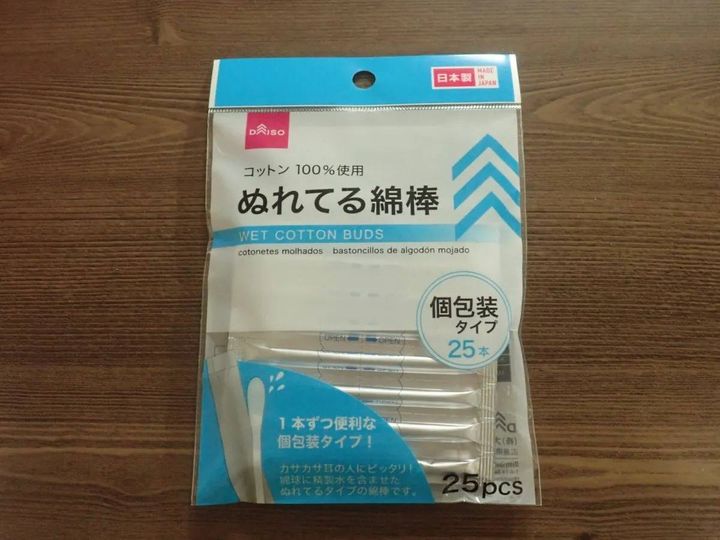 日本製
MADE
IN
JAPAN
DAISO
コットン 100%使用
ぬれてる綿棒
WET COTTON BUDS
cotonetes molhados bastoncillos de algodón mojado
個包装
タイプ
25本
OPEN OPEN
1本ずつ便利な
個包装タイプ!
カサカサ耳の人にピッタリ!
綿球に精製水を含ませた
ぬれてるタイプの綿棒です。
25pcs